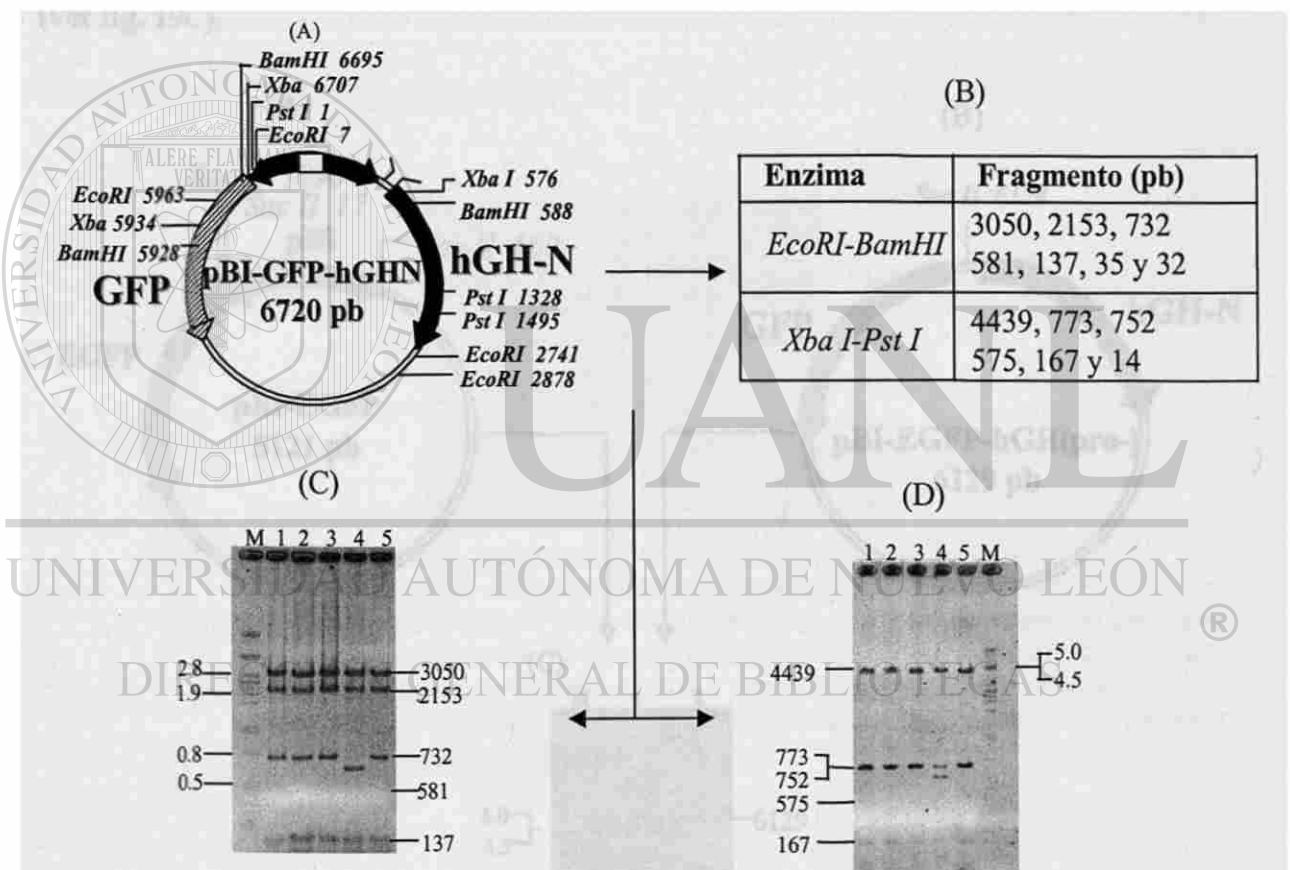 (A)
BamHI 6695
Xba 6707
Pst I 1
EcoRI 7
EcoRI 5963
Xba 5934
BamHI 5928
GFP
pBI-GFP-hGHN
6720 pb
Xba I 576
BamHI 588
hGH-N
Pst I 1328
Pst I 1495
EcoRI 2741
EcoRI 2878
(B)
Enzima Fragmento (pb)
EcoRI-BamHI 3050, 2153, 732
581, 137, 35 y 32
Xba I-Pst I 4439, 773, 752
575, 167 y 14
UANL
UNIVERSIDAD AUTÓNOMA DE NUEVO LEÓN
®
DIRECCIÓN GENERAL DE BIBLIOTECAS
(C)
M 1 2 3 4 5
2.8
1.9
0.8
0.5
3050
2153
732
581
137
(D)
1 2 3 4 5 M
4439
773
752
575
167
5.0
4.5